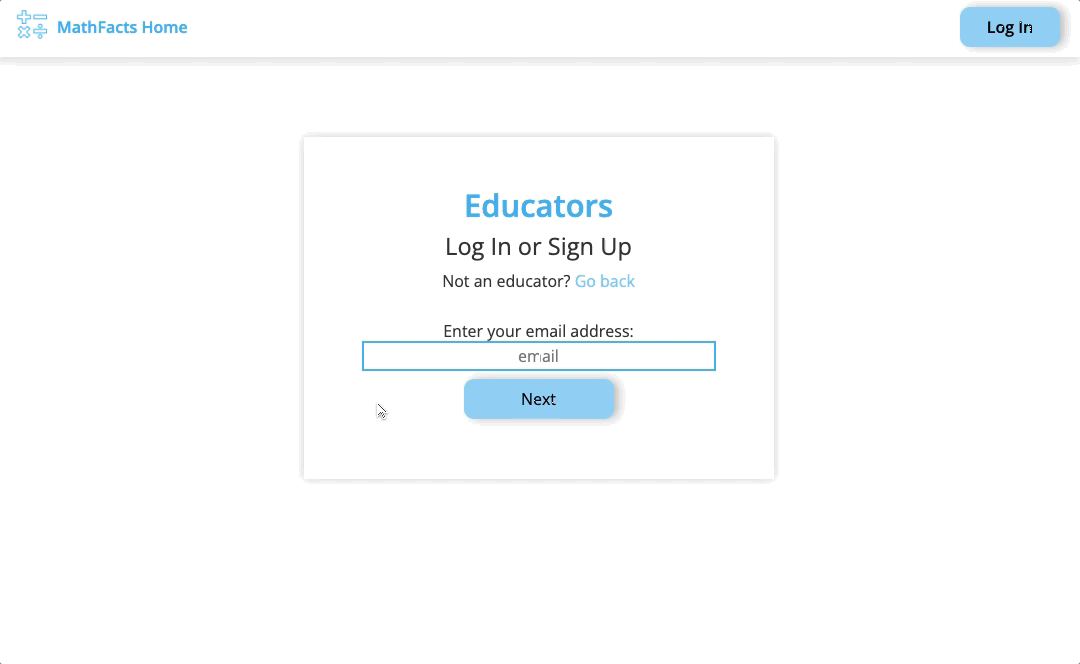 MathFacts Home
Log In
Educators
Log In or Sign Up
Not an educator? Go back
Enter your email address:
email
Next